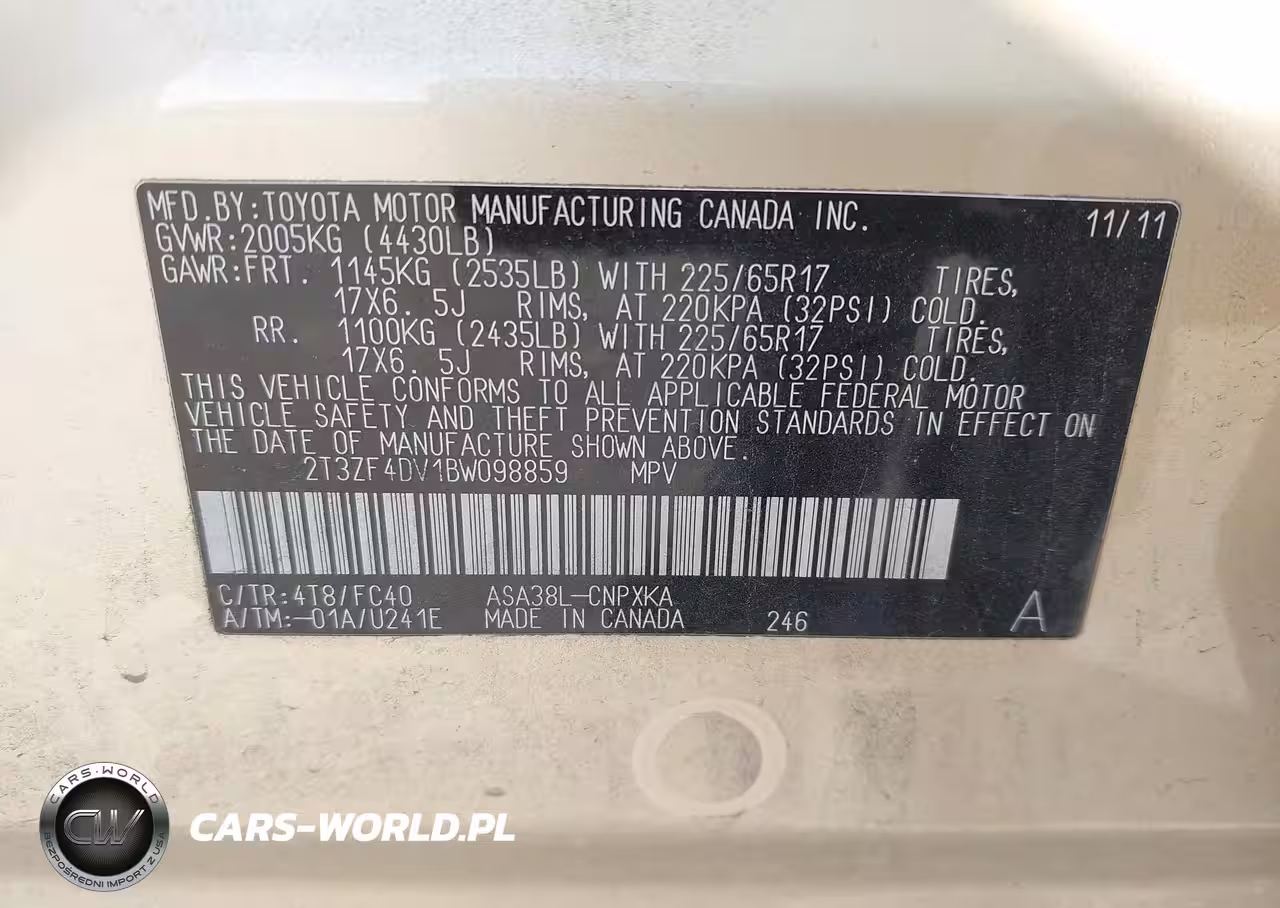 MFD.BY:TOYOTA MOTOR MANUFACTURING CANADA INC. 11/11
GVWR:2005KG (4430LB)
GAWR:FRT. 1145KG (2535LB) WITH 225/65R17 TIRES,
17X6. 5J RIMS, AT 220KPA (32PSI) COLD.
RR. 1100KG (2435LB) WITH 225/65R17 TIRES,
17X6. 5J RIMS, AT 220KPA (32PSI) COLD.
THIS VEHICLE CONFORMS TO ALL APPLICABLE FEDERAL MOTOR
VEHICLE SAFETY AND THEFT PREVENTION STANDARDS IN EFFECT ON
THE DATE OF MANUFACTURE SHOWN ABOVE.
2T3ZF4DV1BW098859 MPV
C/TR:4T8/FC40 ASA38L-CNPXKA
A/TM:-01A/U241E MADE IN CANADA 246 A
CARS-WORLD
CW
BEZPOŚREDNI IMPORT Z USA
CARS-WORLD.PL